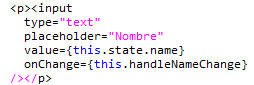 <p><input
type="text"
placeholder="Nombre"
value={this.state.name}
onChange={this.handleNameChange}
/></p>